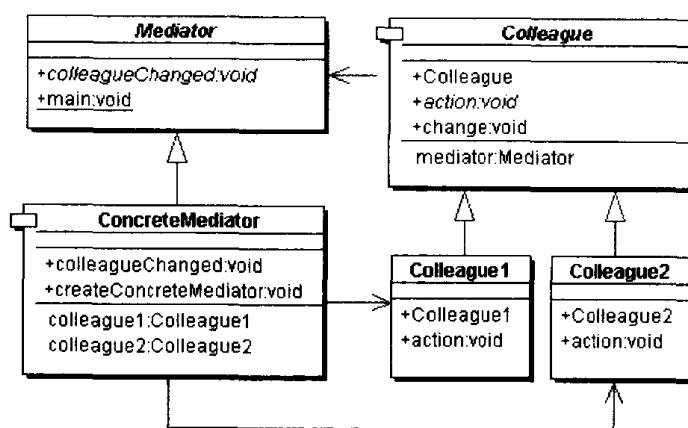 Mediator
+colleagueChanged:void
+main:void
Colleague
+Colleague
+action:void
+change:void
mediator:Mediator
ConcreteMediator
+colleagueChanged:void
+createConcreteMediator:void
colleague1:Colleague1
colleague2:Colleague2
Colleague1
+Colleague1
+action:void
Colleague2
+Colleague2
+action:void